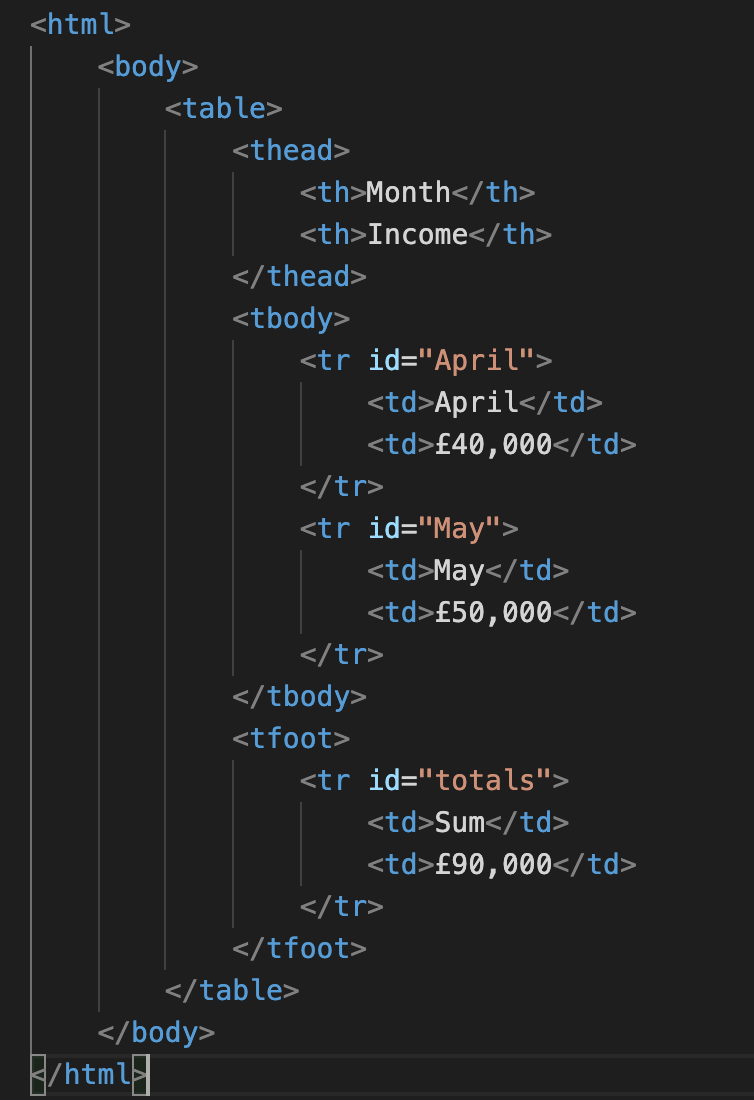 <html>
<body>
<table>
<thead>
<th>Month</th>
<th>Income</th>
</thead>
<tbody>
<tr id="April">
<td>April</td>
<td>£40,000</td>
</tr>
<tr id="May">
<td>May</td>
<td>£50,000</td>
</tr>
</tbody>
<tfoot>
<tr id="totals">
<td>Sum</td>
<td>£90,000</td>
</tr>
</tfoot>
</table>
</body>
</html>